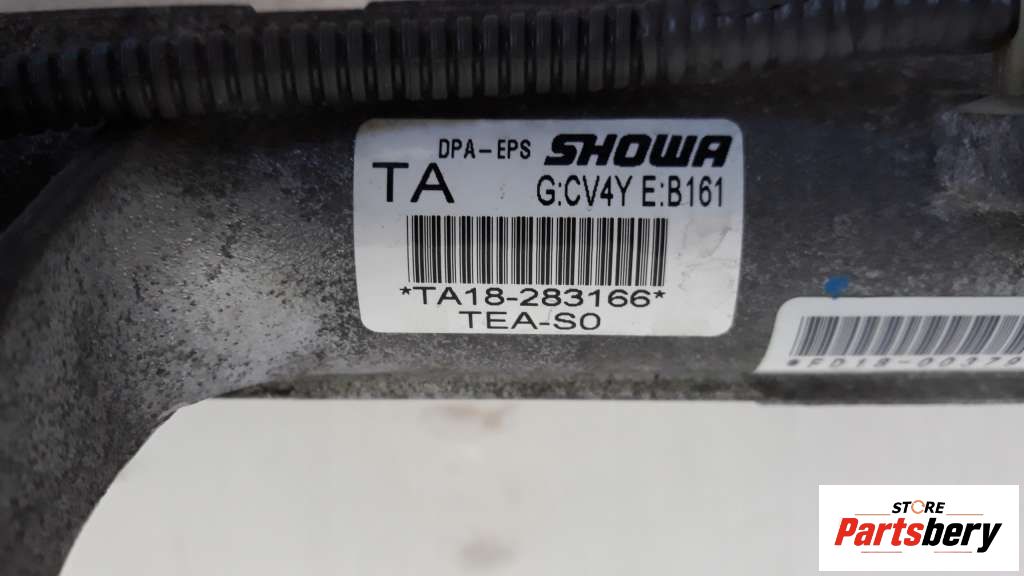 DPA-EPS SHOWA
TA G:CV4Y E:B161
*TA18-283166*
TEA-S0
STORE
Partsbery